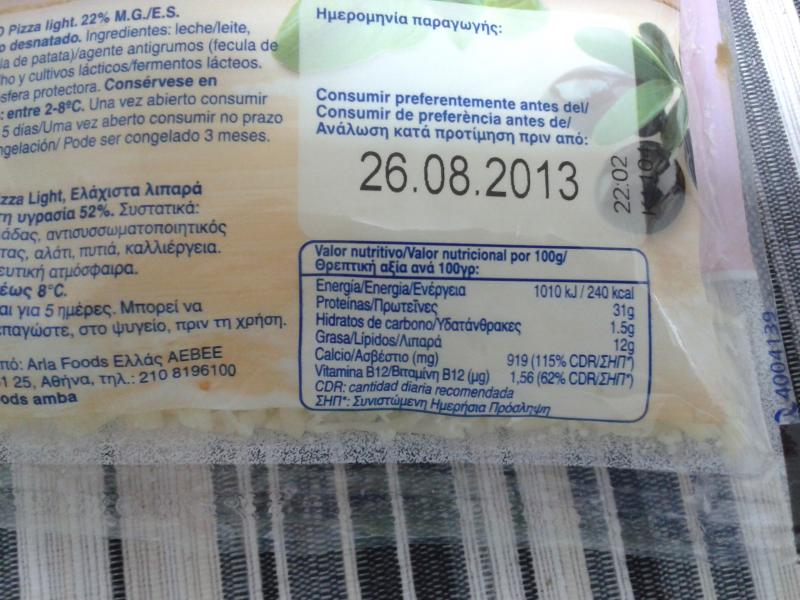 Pizza light. 22% M.G./E.S.
desnatado. Ingredientes: leche/leite,
de patata)/agente antigrumos (fecula de
y cultivos lácticos/fermentos lácteos.
protectora. Consérvese en
entre 2-8ºC. Una vez abierto consumir
5 días/Uma vez aberto consumir no prazo
Puede ser congelado 3 meses.
Light, Ελάχιστα λιπαρά
υγρασία 52%. Συστατικά:
αντισυσσωματοποιητικός
αλάτι, πυτιά, καλλιέργεια.
ατμόσφαιρα.
έως 8°C.
για 5 ημέρες. Μπορεί να
στο ψυγείο, πριν τη χρήση.
Arla Foods Ελλάς ΑΕΒΕΕ
25, Αθήνα, τηλ.: 210 8196100
amba
Ημερομηνία παραγωγής:
Consumir preferentemente antes del/
Consumir de preferência antes de/
Ανάλωση κατά προτίμηση πριν από:
26.08.2013
22:02
Valor nutritivo/Valor nutricional por 100g/
Θρεπτική αξία ανά 100γρ:
Energía/Energia/Ενέργεια 1010 kJ / 240 kcal
Proteínas/Πρωτεΐνες 31g
Hidratos de carbono/Υδατάνθρακες 1.5g
Grasa/Lípidos/Λιπαρά 12g
Calcio/Ασβέστιο (mg) 919 (115% CDR/ΣΗΠ*)
Vitamina B12/Βιταμίνη B12 (µg) 1,56 (62% CDR/ΣΗΠ*)
CDR: cantidad diaria recomendada
ΣΗΠ*: Συνιστώμενη Ημερήσια Πρόσληψη
4004139